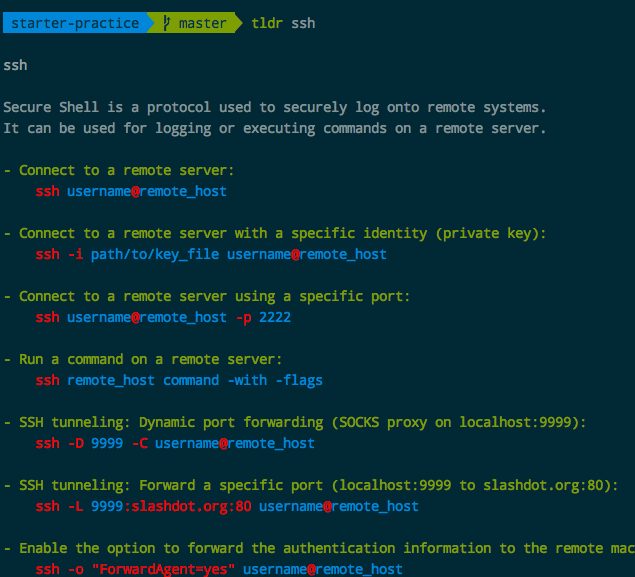 starter-practice master tldr ssh
ssh
Secure Shell is a protocol used to securely log onto remote systems.
It can be used for logging or executing commands on a remote server.
- Connect to a remote server:
ssh username@remote_host
- Connect to a remote server with a specific identity (private key):
ssh -i path/to/key_file username@remote_host
- Connect to a remote server using a specific port:
ssh username@remote_host -p 2222
- Run a command on a remote server:
ssh remote_host command -with -flags
- SSH tunneling: Dynamic port forwarding (SOCKS proxy on localhost:9999):
ssh -D 9999 -C username@remote_host
- SSH tunneling: Forward a specific port (localhost:9999 to slashdot.org:80):
ssh -L 9999:slashdot.org:80 username@remote_host
- Enable the option to forward the authentication information to the remote mac
ssh -o "ForwardAgent=yes" username@remote_host